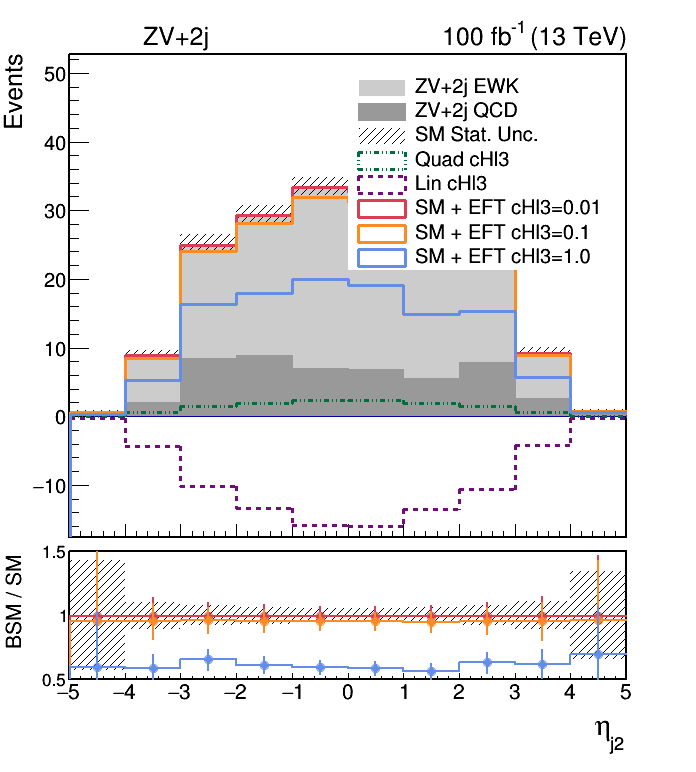 ZV+2j 100 fb-1 (13 TeV)
Events
50
40
30
20
10
0
−10
ZV+2j EWK
ZV+2j QCD
SM Stat. Unc.
Quad cHl3
Lin cHl3
SM + EFT cHl3=0.01
SM + EFT cHl3=0.1
SM + EFT cHl3=1.0
BSM / SM
1.5
1
0.5
−5 −4 −3 −2 −1 0 1 2 3 4 5
ηj2